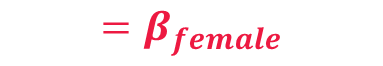 = β_female